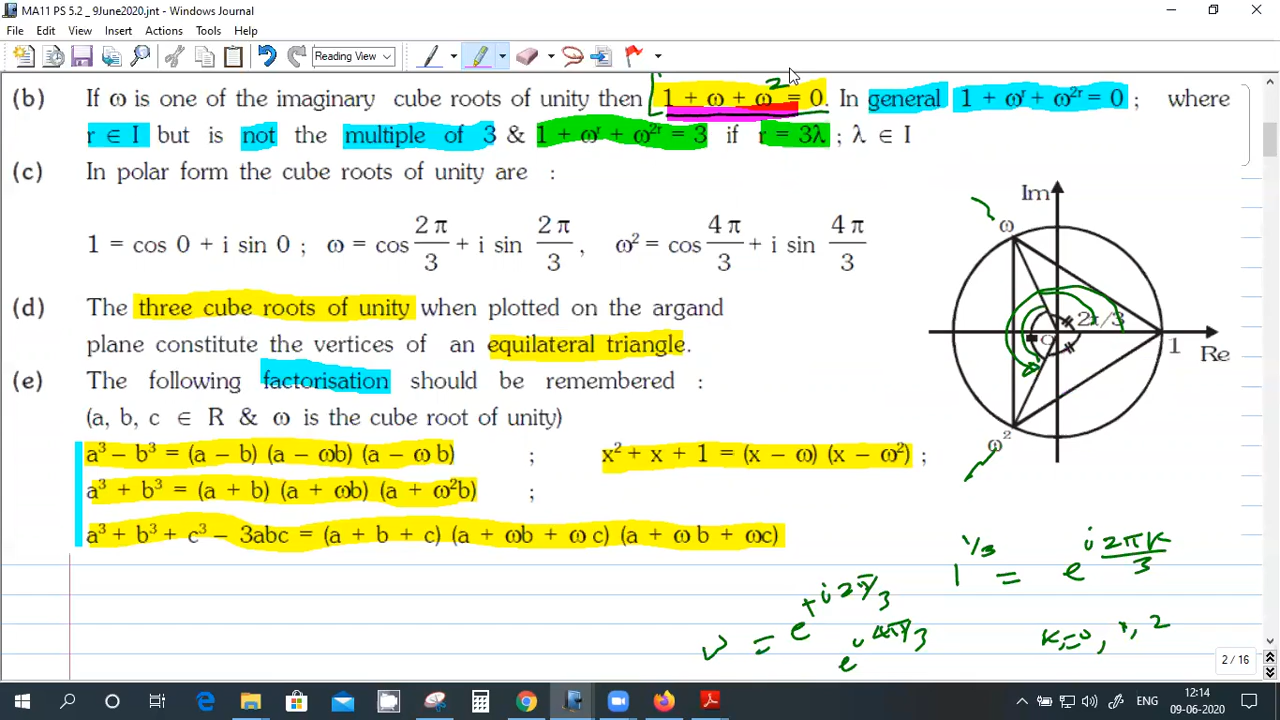 MA11 PS 5.2 _ 9June2020.jnt - Windows Journal
File Edit View Insert Actions Tools Help
Reading View
(b) If ω is one of the imaginary cube roots of unity then 1 + ω + ω² = 0. In general 1 + ωʳ + ω²ʳ = 0 ; where
r ∈ I but is not the multiple of 3 & 1 + ωʳ + ω²ʳ = 3 if r = 3λ ; λ ∈ I
(c) In polar form the cube roots of unity are :
1 = cos 0 + i sin 0 ; ω = cos 2π/3 + i sin 2π/3 , ω² = cos 4π/3 + i sin 4π/3
Im
ω
2π/3
O
1
Re
ω²
(d) The three cube roots of unity when plotted on the argand
plane constitute the vertices of an equilateral triangle.
(e) The following factorisation should be remembered :
(a, b, c ∈ R & ω is the cube root of unity)
a³ – b³ = (a – b) (a – ωb) (a – ω b) ; x² + x + 1 = (x – ω) (x – ω²) ;
a³ + b³ = (a + b) (a + ωb) (a + ω²b) ;
a³ + b³ + c³ – 3abc = (a + b + c) (a + ωb + ω c) (a + ω b + ωc)
1^1/3 = e^i2πk/3
ω = e^+i2π/3
e^i4π/3
k=0, 1, 2
2 / 16
ENG
12:14
09-06-2020